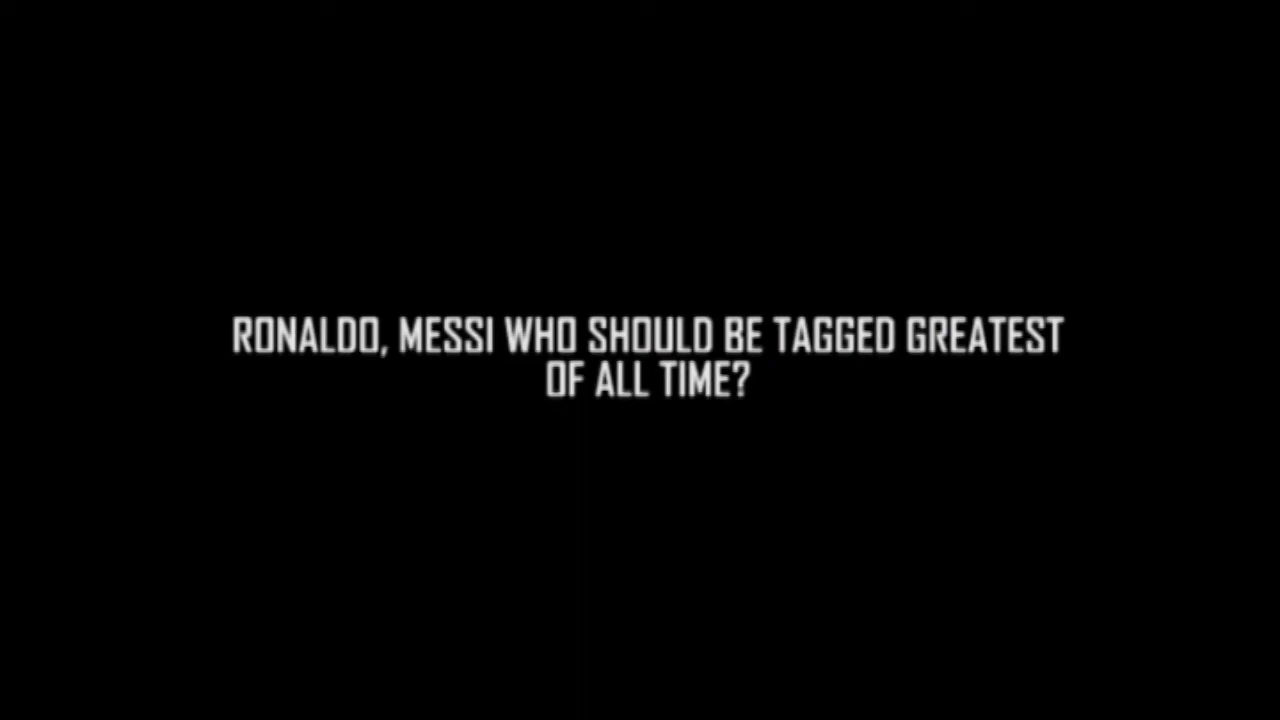 RONALDO, MESSI WHO SHOULD BE TAGGED GREATEST
OF ALL TIME?